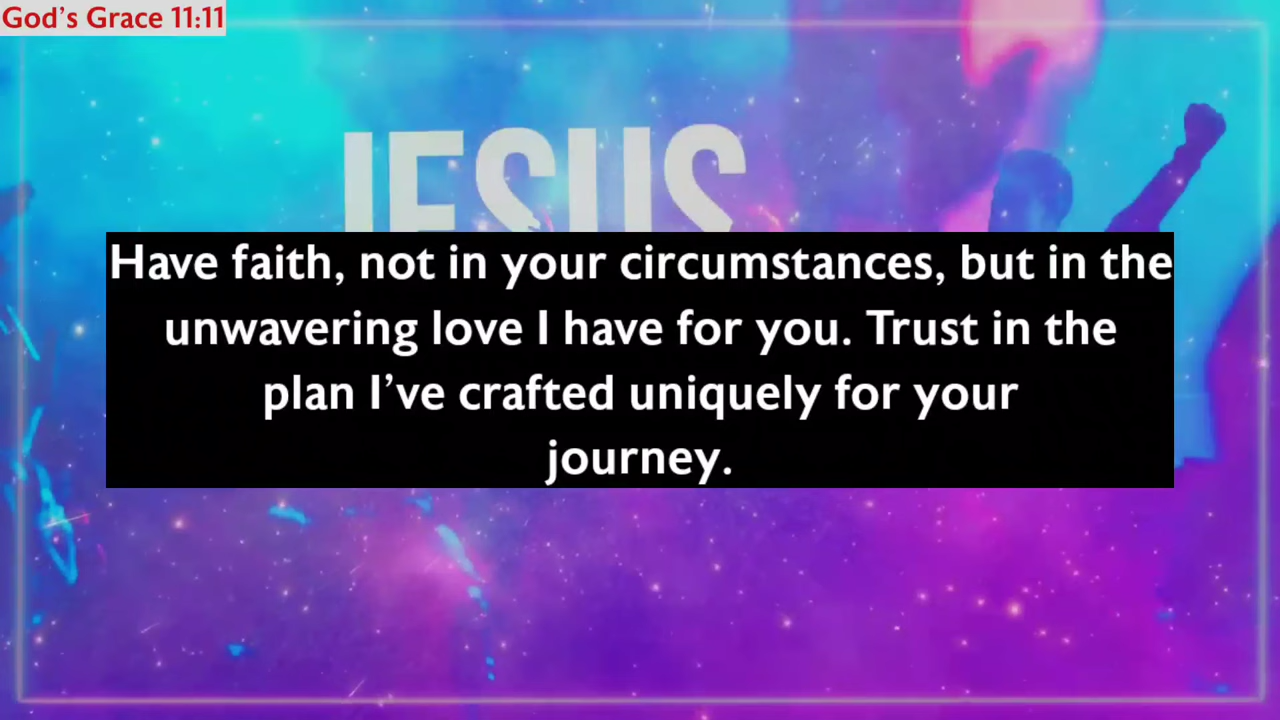 God's Grace 11:11
JESUS
Have faith, not in your circumstances, but in the
unwavering love I have for you. Trust in the
plan I've crafted uniquely for your
journey.